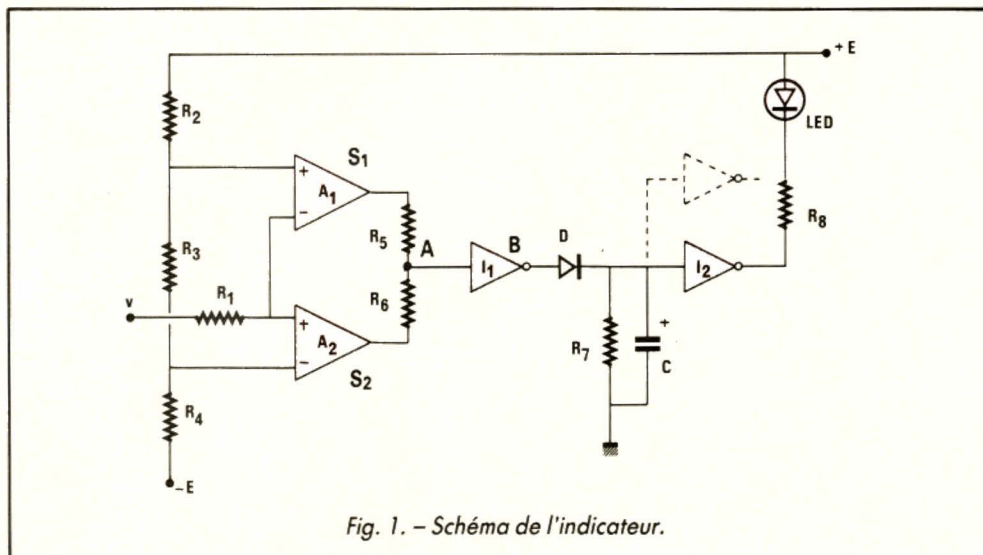 + E
LED
R2
S1
+
A1
-
R8
R3
R5
A
B
D
I1
I2
R1
R6
v
+
A2
-
R7
+
C
S2
R4
-E
Fig. 1. – Schéma de l'indicateur.